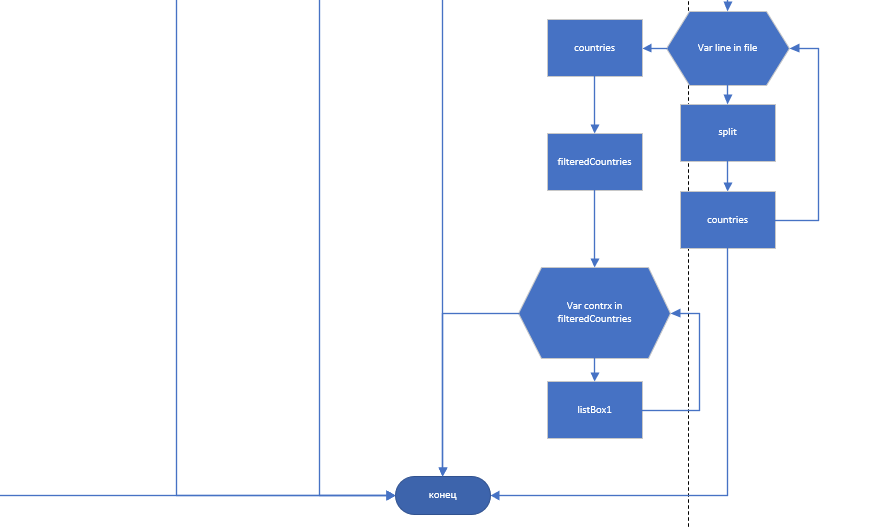 countries
Var line in file
split
filteredCountries
countries
Var contrx in
filteredCountries
listBox1
конец